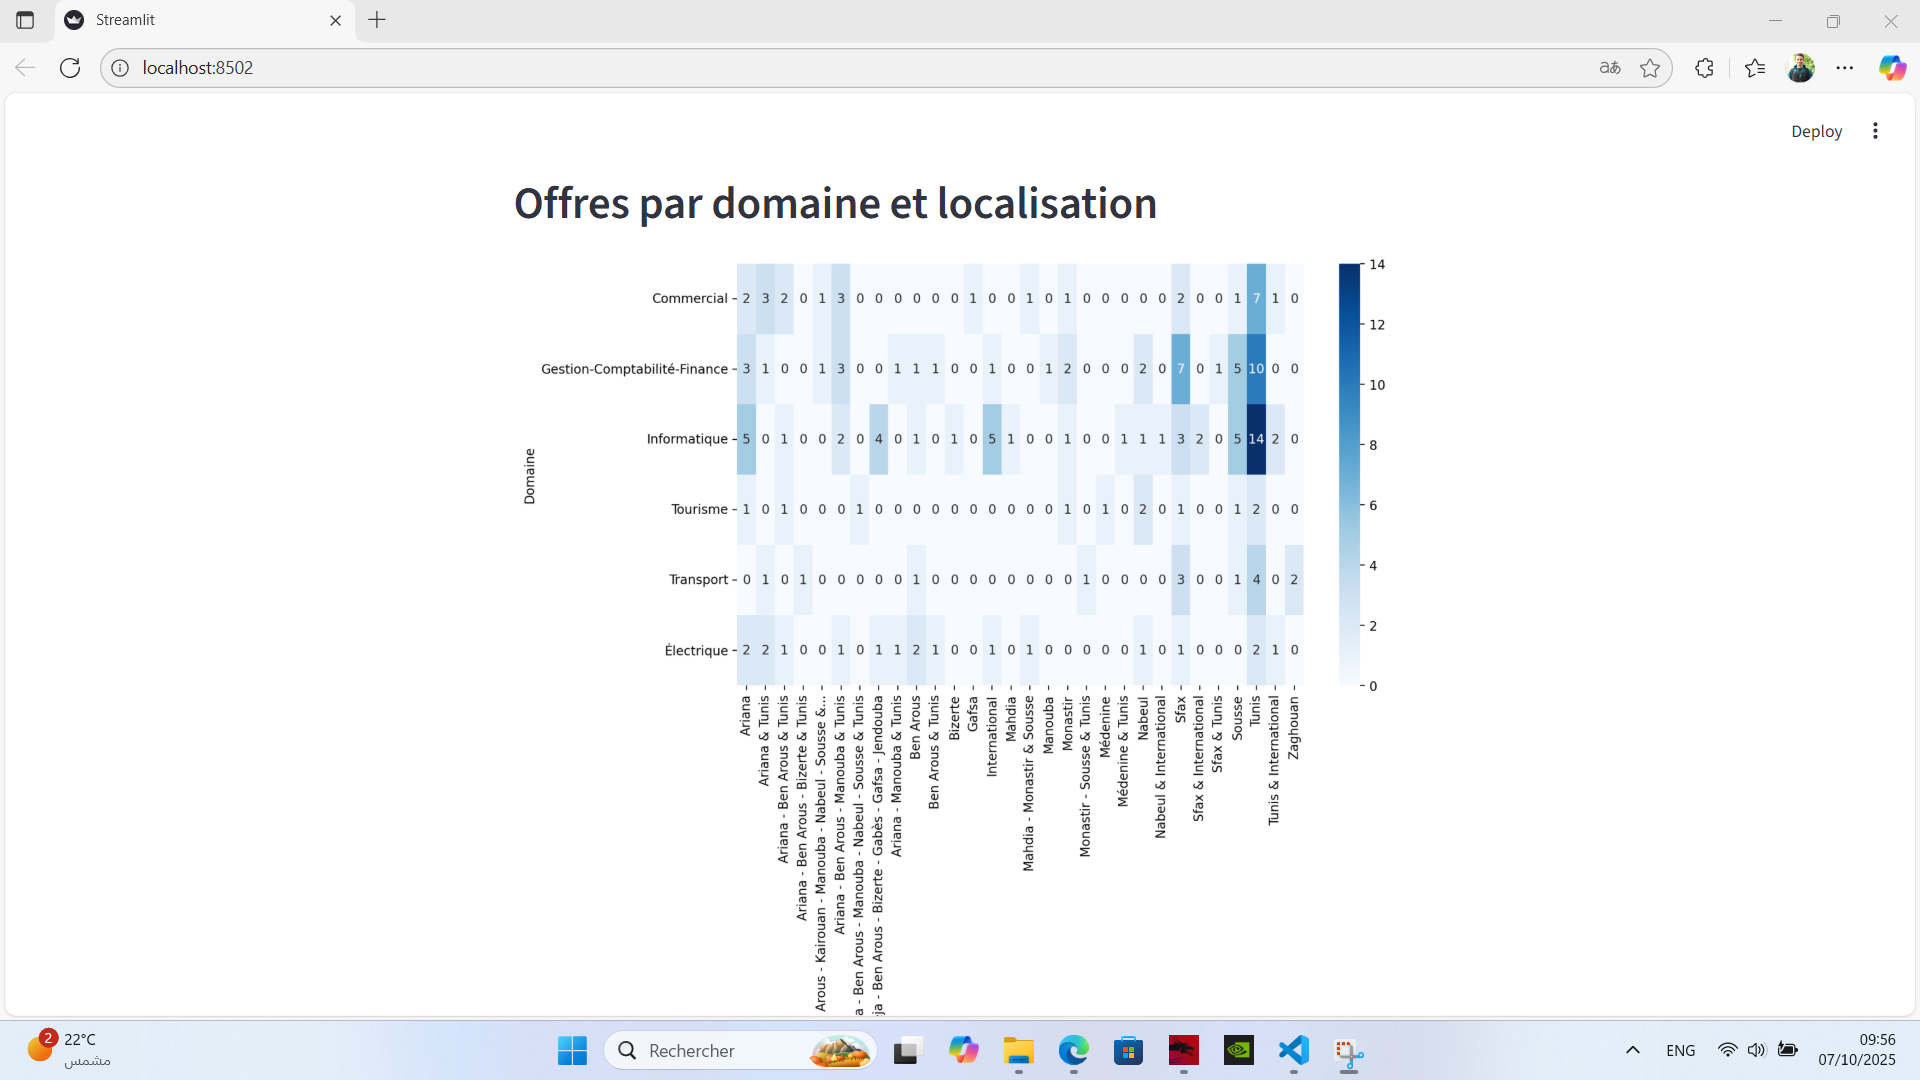 Streamlit
localhost:8502
Deploy
Offres par domaine et localisation
Domaine
Commercial 2 3 2 0 1 3 0 0 0 0 0 0 1 0 0 1 0 1 0 0 0 0 0 2 0 0 1 7 1 0
Gestion-Comptabilité-Finance 3 1 0 0 1 3 0 0 1 1 1 0 0 1 0 0 1 2 0 0 0 2 0 7 0 1 5 10 0 0
Informatique 5 0 1 0 0 2 0 4 0 1 0 1 0 5 1 0 0 1 0 0 1 1 1 3 2 0 5 14 2 0
Tourisme 1 0 1 0 0 0 1 0 0 0 0 0 0 0 0 0 0 1 0 1 0 2 0 1 0 0 1 2 0 0
Transport 0 1 0 1 0 0 0 0 0 1 0 0 0 0 0 0 0 0 1 0 0 0 0 3 0 0 1 4 0 2
Électrique 2 2 1 0 0 1 0 1 1 2 1 0 0 1 0 1 0 0 0 0 0 1 0 1 0 0 0 2 1 0
14
12
10
8
6
4
2
0
Ariana
Ariana & Tunis
Ariana - Ben Arous & Tunis
Ariana - Ben Arous - Bizerte & Tunis
Arous - Kairouan - Manouba - Nabeul - Sousse &...
Ariana - Ben Arous - Manouba & Tunis
a - Ben Arous - Manouba - Nabeul - Sousse & Tunis
ja - Ben Arous - Bizerte - Gabès - Gafsa - Jendouba
Ariana - Manouba & Tunis
Ben Arous
Ben Arous & Tunis
Bizerte
Gafsa
International
Mahdia
Mahdia - Monastir & Sousse
Manouba
Monastir
Monastir - Sousse & Tunis
Médenine
Médenine & Tunis
Nabeul
Nabeul & International
Sfax
Sfax & International
Sfax & Tunis
Sousse
Tunis
Tunis & International
Zaghouan
2
22°C
مشمس
Rechercher
ENG
09:56
07/10/2025